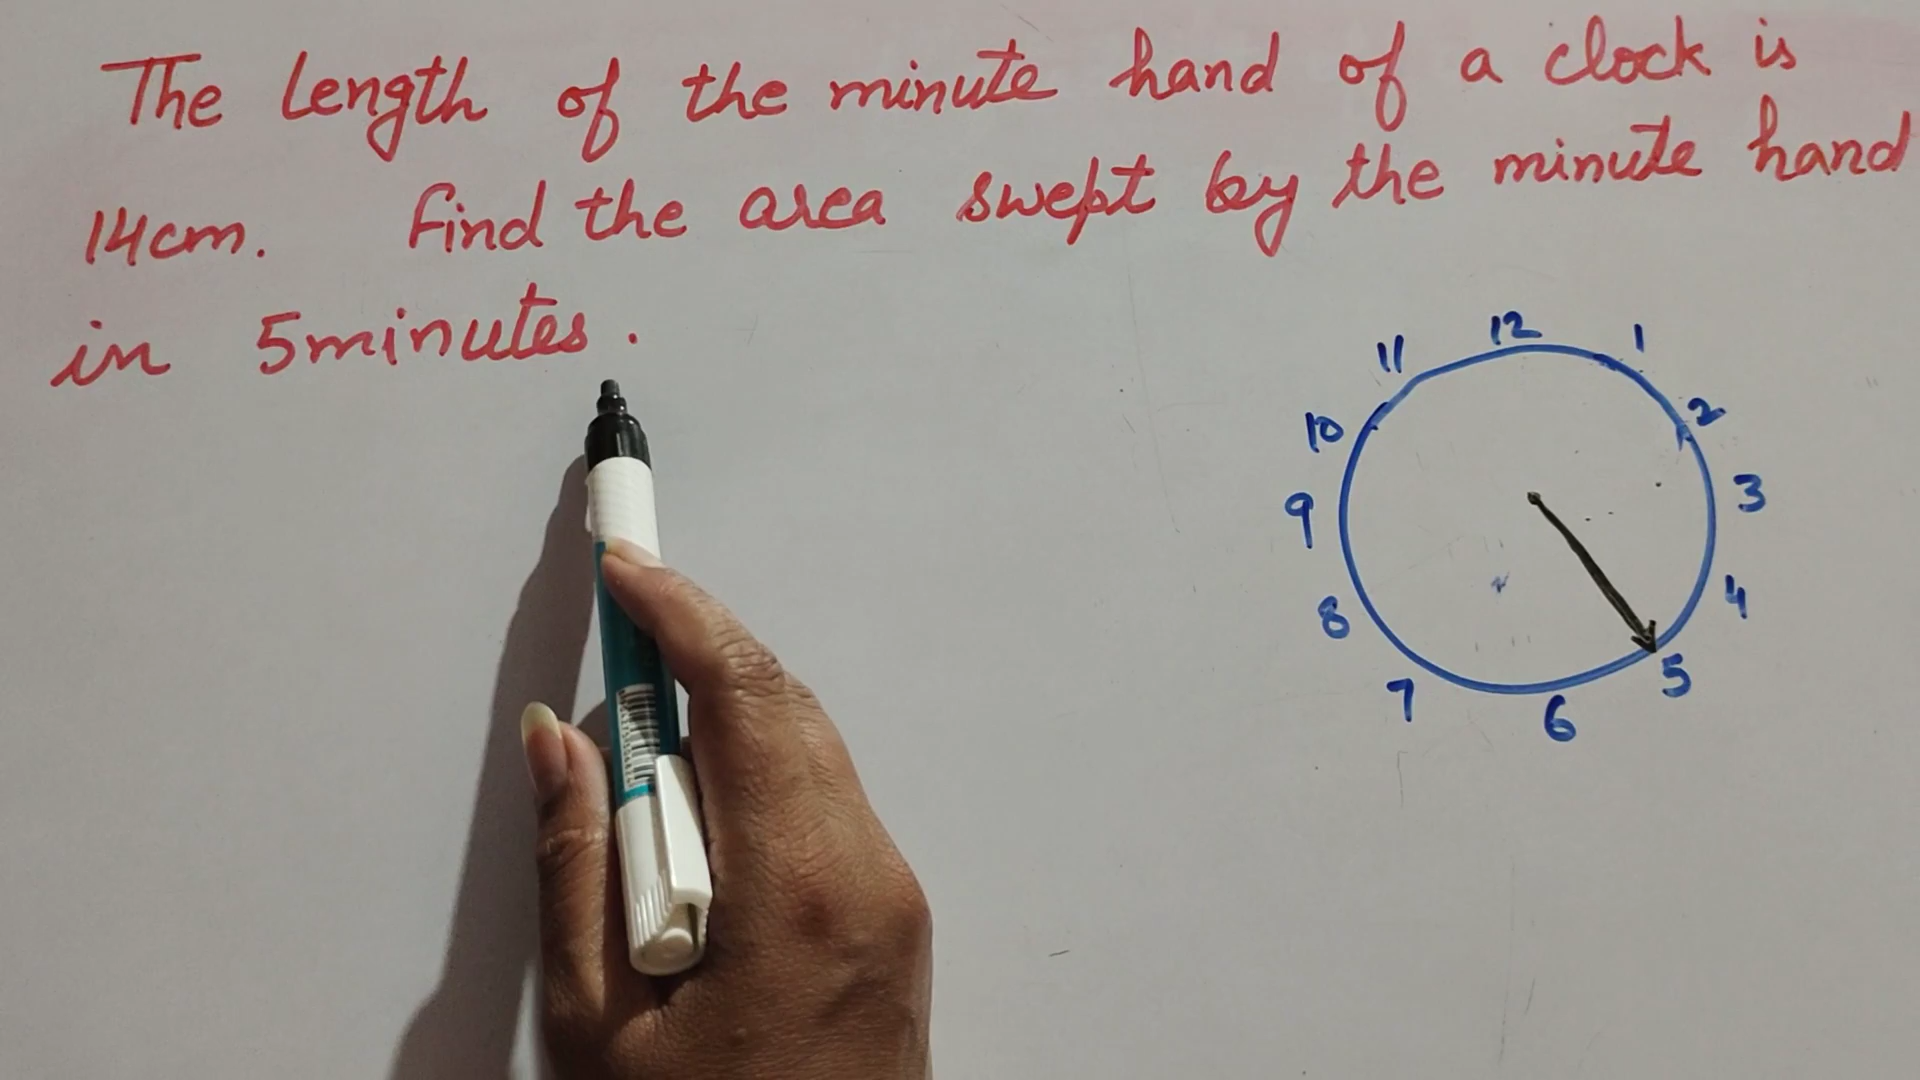 The length of the minute hand of a clock is
14cm. Find the area swept by the minute hand
in 5minutes.
12
11 1
10 2
9 3
8 4
7 5
6